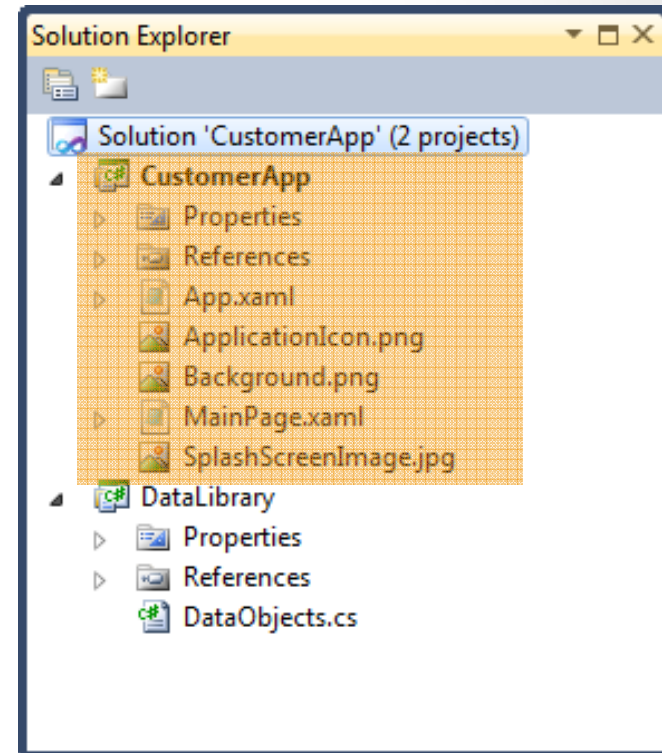 Solution Explorer
Solution 'CustomerApp' (2 projects)
CustomerApp
Properties
References
App.xaml
ApplicationIcon.png
Background.png
MainPage.xaml
SplashScreenImage.jpg
DataLibrary
Properties
References
DataObjects.cs